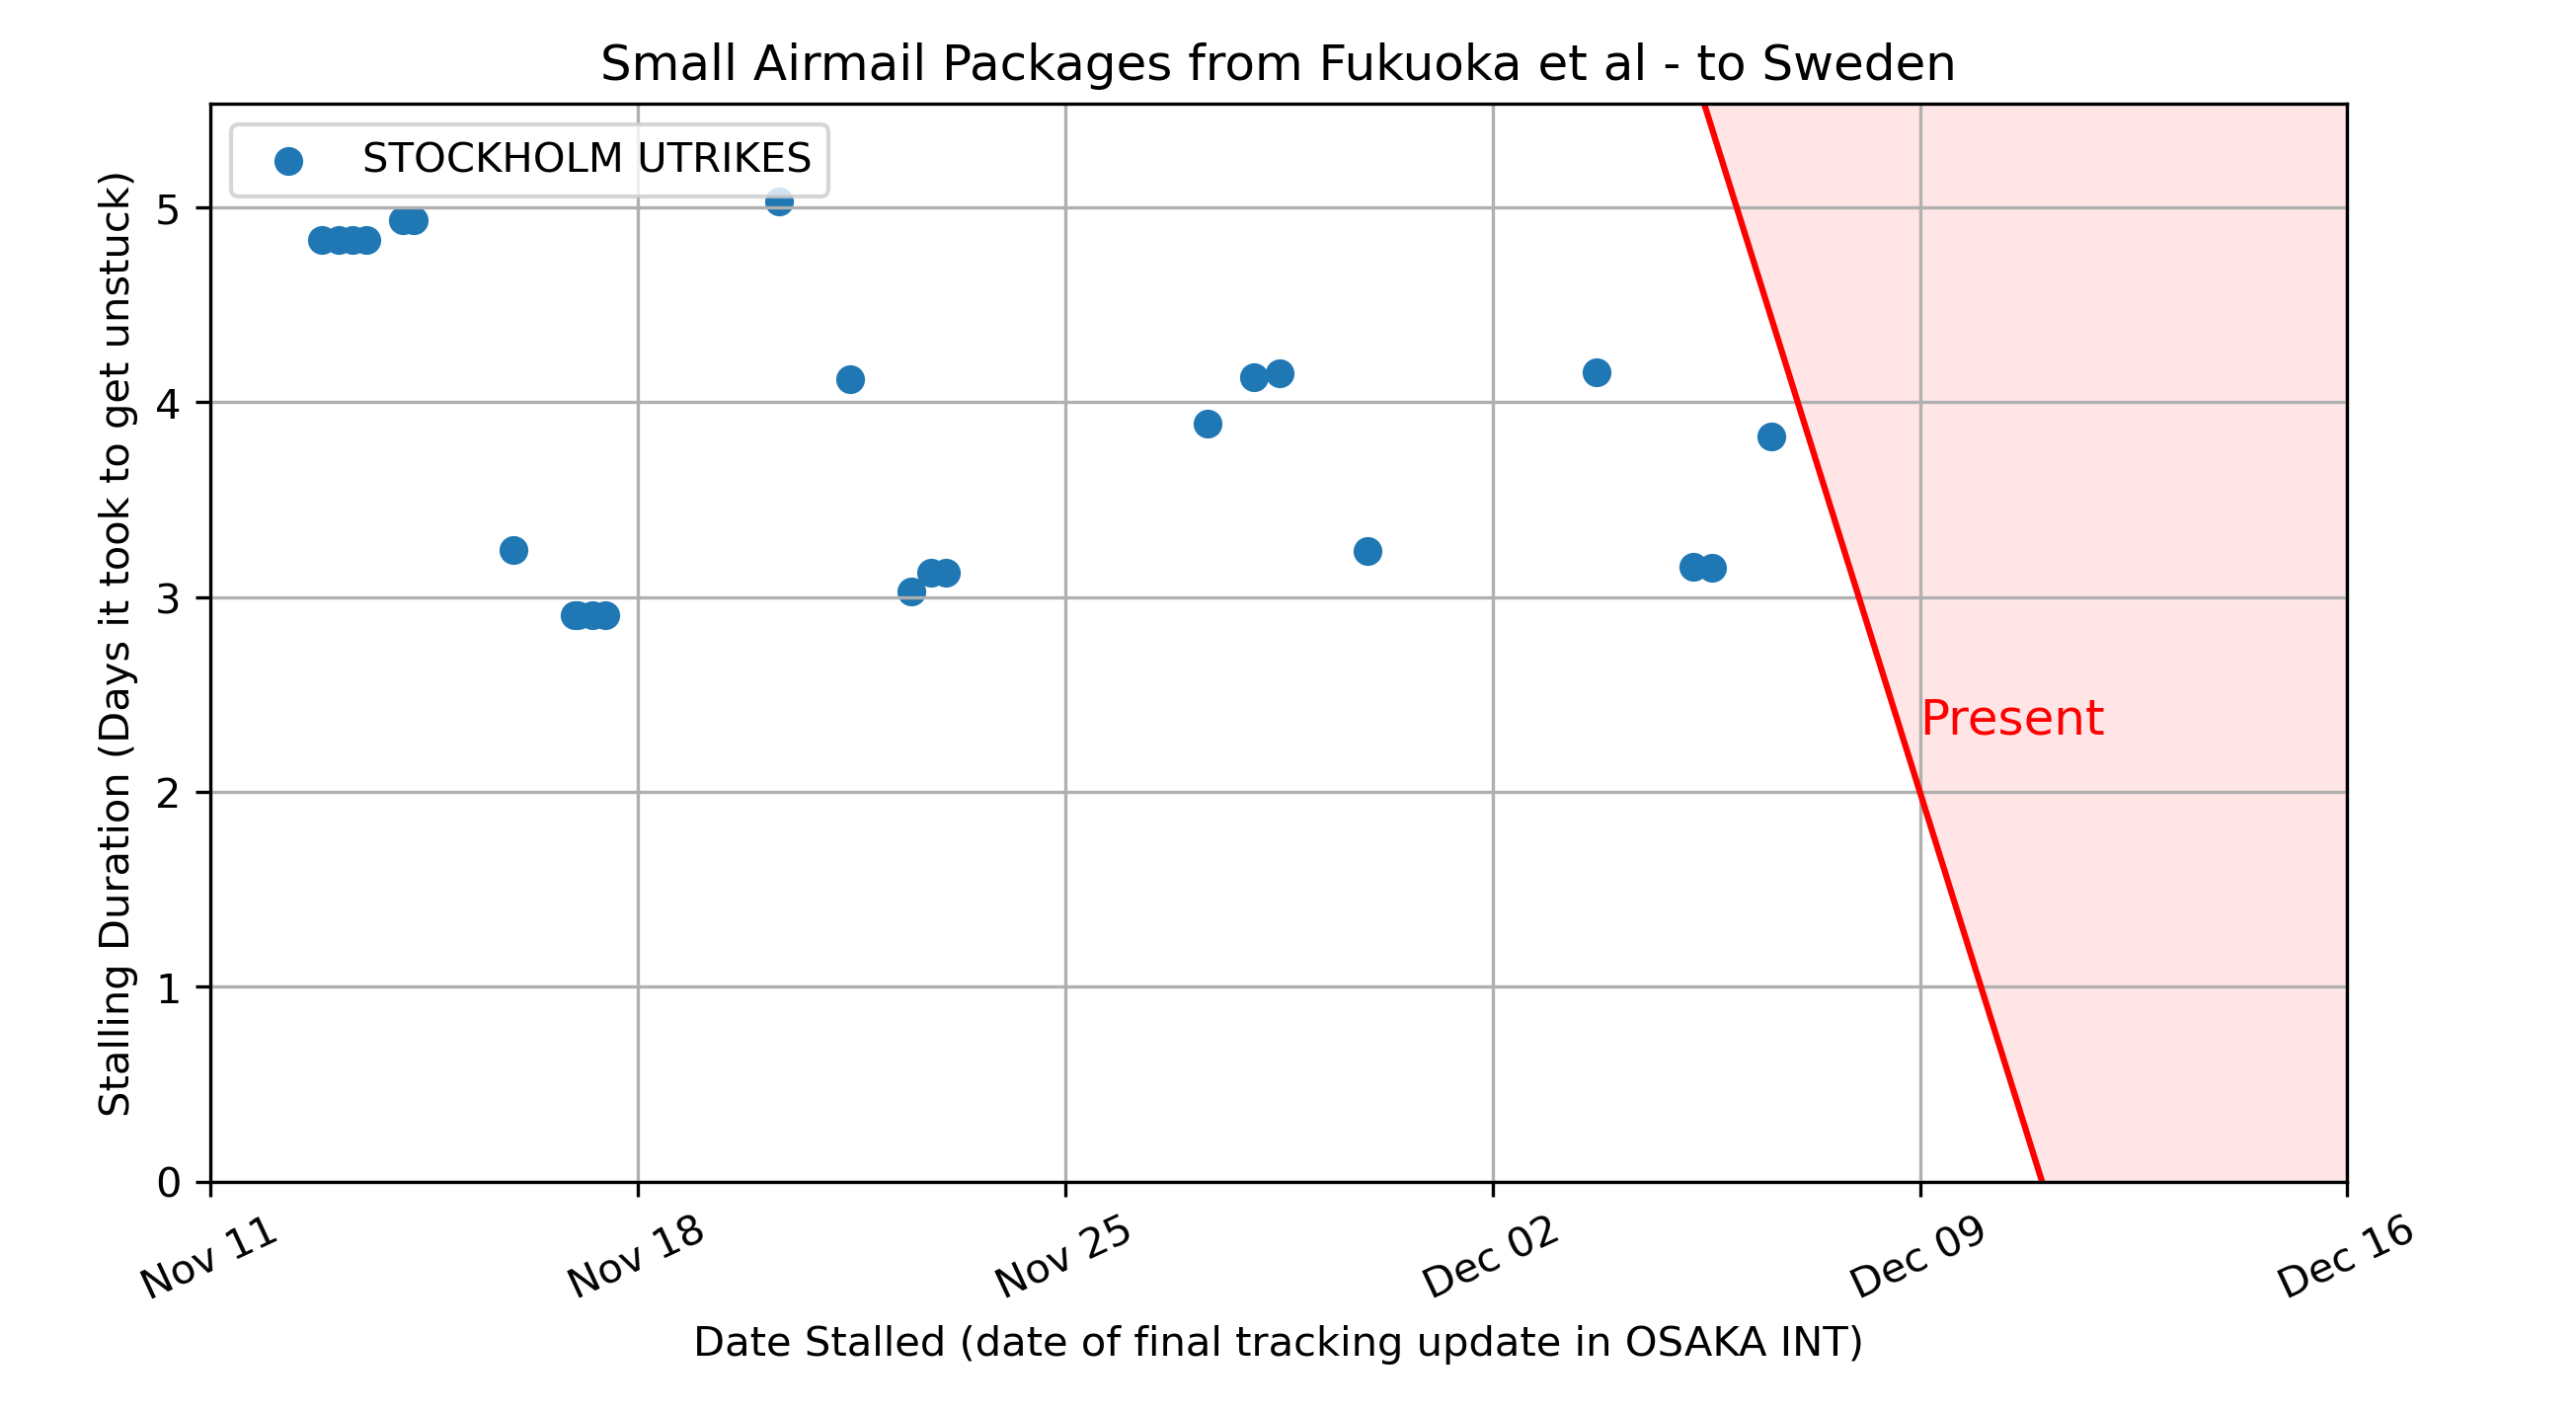 Small Airmail Packages from Fukuoka et al - to Sweden
STOCKHOLM UTRIKES
Stalling Duration (Days it took to get unstuck)
5
4
3
2
1
0
Present
Nov 11
Nov 18
Nov 25
Dec 02
Dec 09
Dec 16
Date Stalled (date of final tracking update in OSAKA INT)